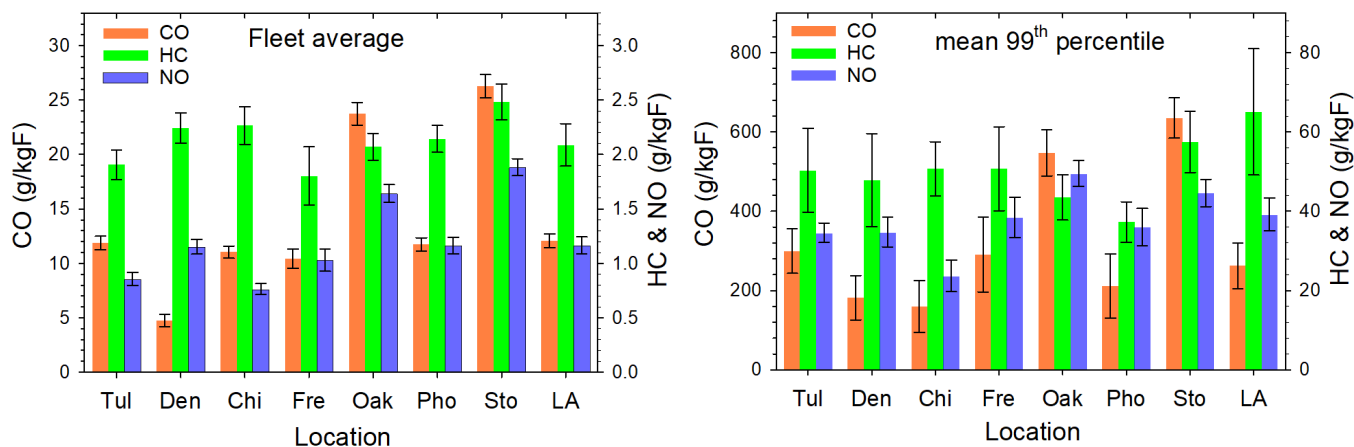 Fleet average
CO
HC
NO
CO (g/kgF)
0
5
10
15
20
25
30
HC & NO (g/kgF)
0.0
0.5
1.0
1.5
2.0
2.5
3.0
Tul Den Chi Fre Oak Pho Sto LA
Location
mean 99th percentile
CO
HC
NO
CO (g/kgF)
0
200
400
600
800
HC & NO (g/kgF)
0
20
40
60
80
Tul Den Chi Fre Oak Pho Sto LA
Location